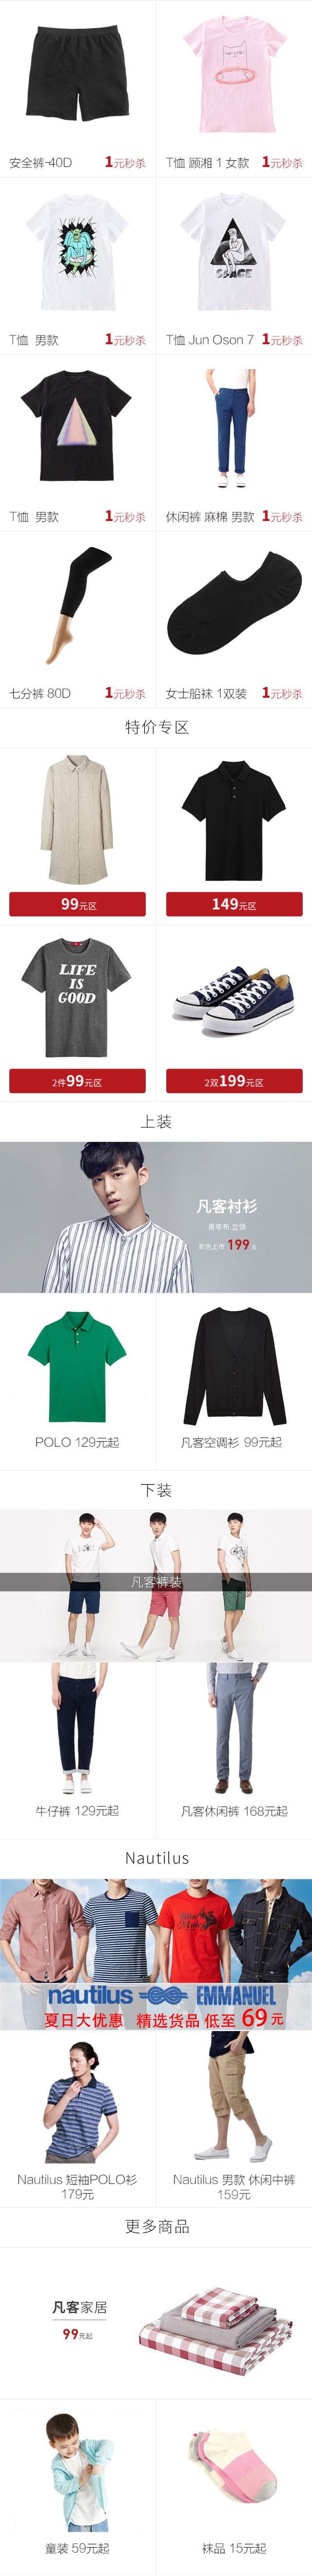 安全裤-40D
1元秒杀
T恤 顾湘 1 女款
1元秒杀
T恤 男款
1元秒杀
SPACE
T恤 Jun Oson 7
1元秒杀
T恤 男款
1元秒杀
休闲裤 麻棉 男款
1元秒杀
七分裤 80D
1元秒杀
女士船袜 1双装
1元秒杀
特价专区
99元区
149元区
LIFE
IS
GOOD
2件99元区
2双199元区
上装
凡客衬衫
青年布 立领
新色上市 199元
POLO 129元起
凡客空调衫 99元起
下装
凡客裤装
牛仔裤 129元起
凡客休闲裤 168元起
Nautilus
nautilus EMMANUEL
夏日大优惠 精选货品 低至 69 元
Nautilus 短袖POLO衫
179元
Nautilus 男款 休闲中裤
159元
更多商品
凡客家居
99元起
童装 59元起
袜品 15元起